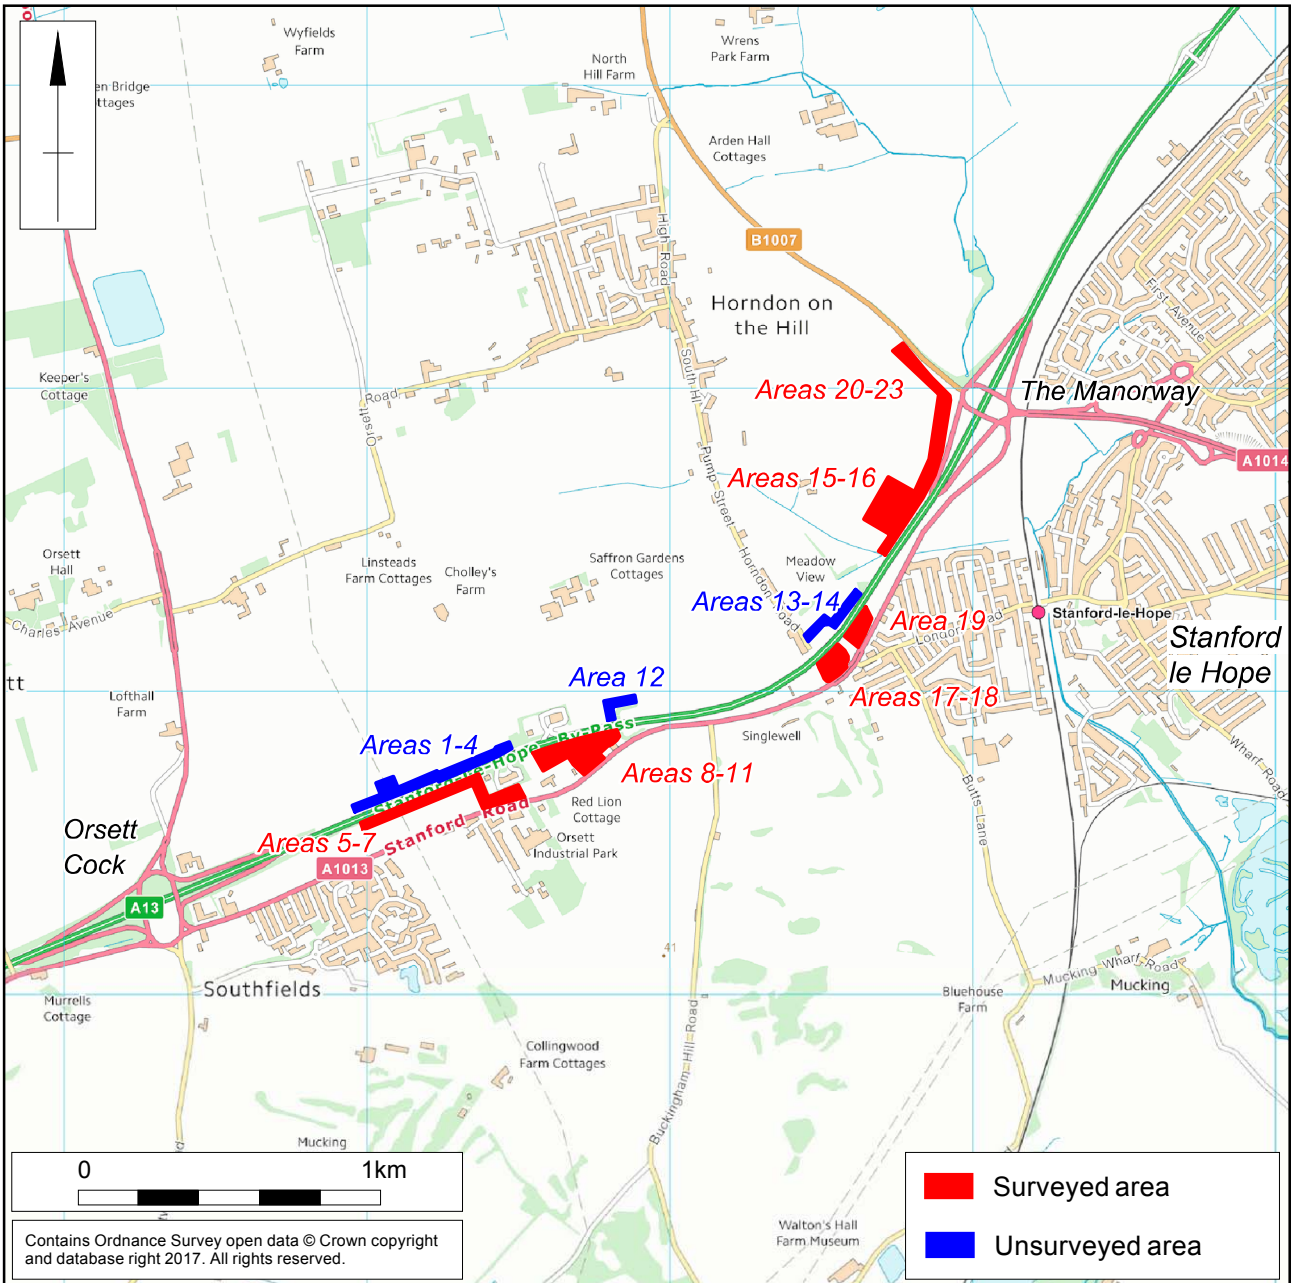 Wyfields
Farm
North
Hill Farm
Wrens
Park Farm
en Bridge
ttages
Arden Hall
Cottages
High Road
B1007
Horndon on
the Hill
First Avenue
South Hl
Keeper's
Cottage
Road
Orsett
Areas 20-23
The Manorway
A1014
Areas 15-16
Pump Street
Orsett
Hall
Linsteads
Farm Cottages
Cholley's
Farm
Saffron Gardens
Cottages
Meadow
View
Horndon Road
Charles Avenue
Areas 13-14
Area 19
London Road
Stanford-le-Hope
Stanford
le Hope
tt
Lofthall
Farm
Area 12
Areas 17-18
Singlewell
Wharf Road
Areas 1-4
Stanford-le-Hope By-Pass
Areas 8-11
Butts Lane
Red Lion
Cottage
Orsett
Industrial Park
Orsett
Cock
Areas 5-7
Stanford Road
A1013
A13
41
Southfields
Murrells
Cottage
Mucking Wharf Road
Mucking
Bluehouse
Farm
Collingwood
Farm Cottages
Buckingham Hill Road
Mucking
0 1km
Contains Ordnance Survey open data © Crown copyright
and database right 2017. All rights reserved.
Walton's Hall
Farm Museum
Surveyed area
Unsurveyed area